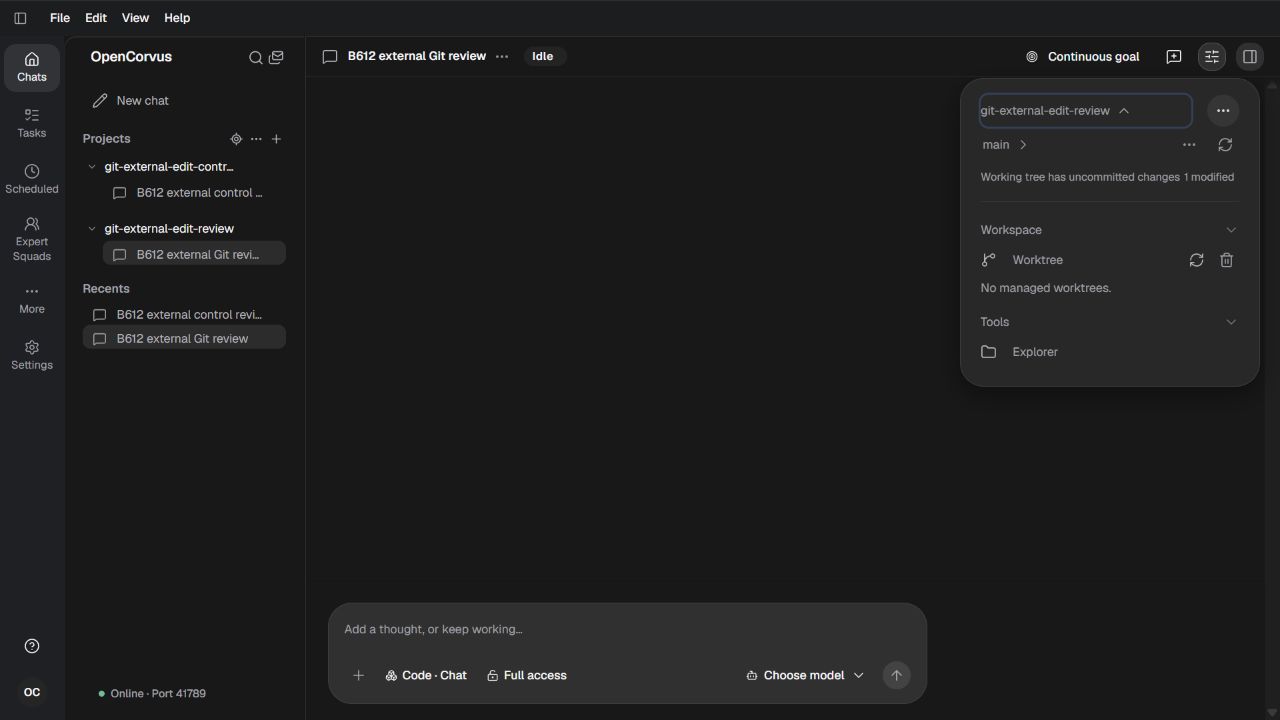 File Edit View Help
Chats
Tasks
Scheduled
Expert
Squads
More
Settings
OC
OpenCorvus
New chat
Projects
git-external-edit-contr...
B612 external control ...
git-external-edit-review
B612 external Git revi...
Recents
B612 external control revi...
B612 external Git review
Online · Port 41789
B612 external Git review ... Idle
Continuous goal
git-external-edit-review
main
Working tree has uncommitted changes 1 modified
Workspace
Worktree
No managed worktrees.
Tools
Explorer
Add a thought, or keep working...
Code · Chat Full access Choose model